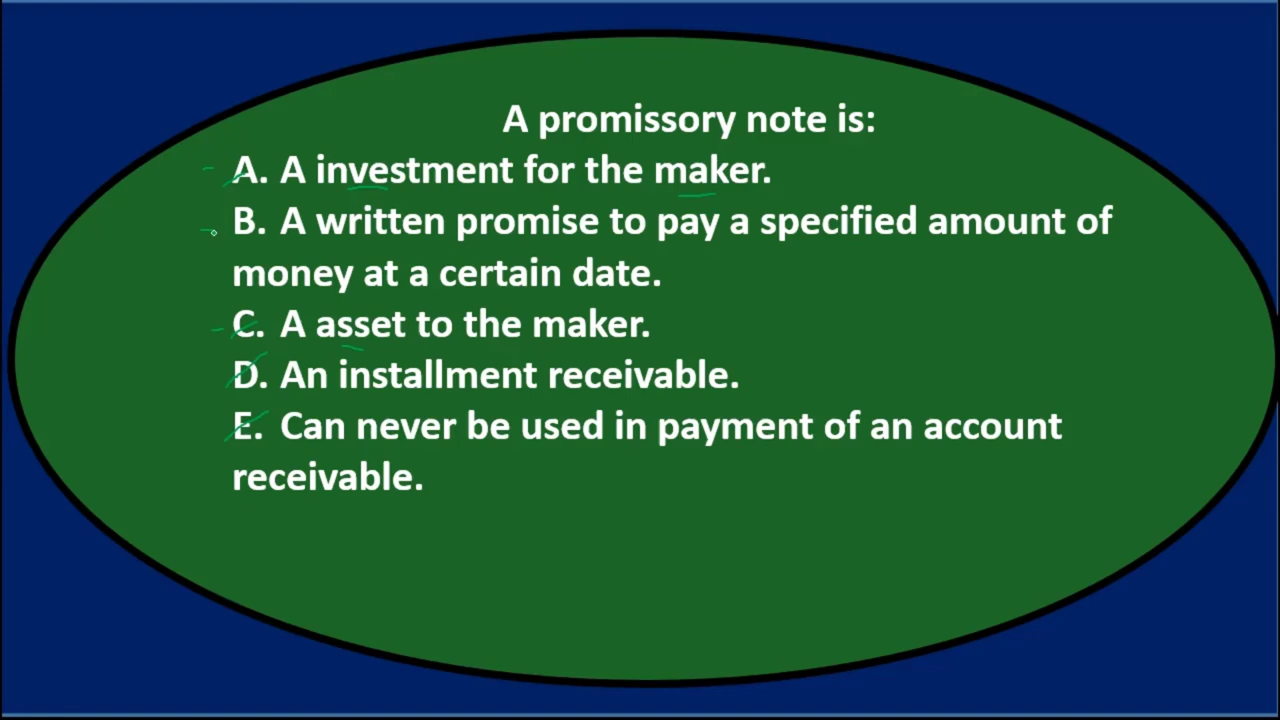 A promissory note is:
A. A investment for the maker.
B. A written promise to pay a specified amount of
money at a certain date.
C. A asset to the maker.
D. An installment receivable.
E. Can never be used in payment of an account
receivable.